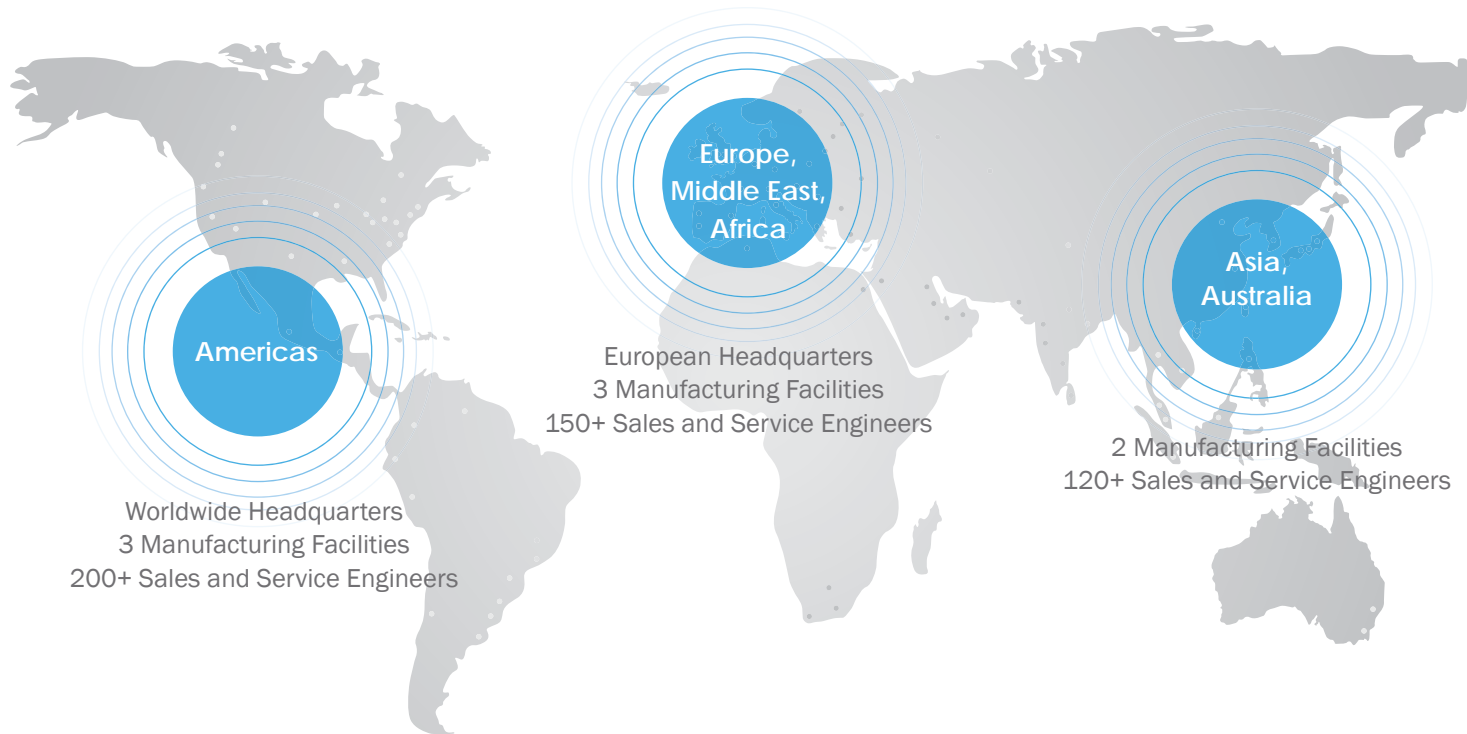 Europe,
Middle East,
Africa
European Headquarters
3 Manufacturing Facilities
150+ Sales and Service Engineers
Asia,
Australia
2 Manufacturing Facilities
120+ Sales and Service Engineers
Americas
Worldwide Headquarters
3 Manufacturing Facilities
200+ Sales and Service Engineers